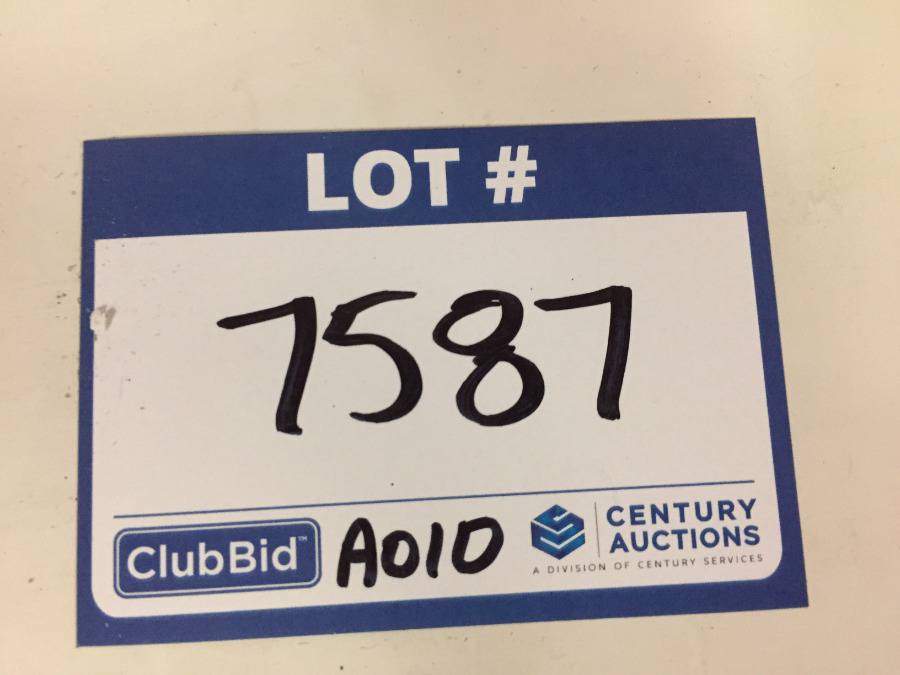 LOT #
7587
ClubBid™ A010 CENTURY AUCTIONS
A DIVISION OF CENTURY SERVICES